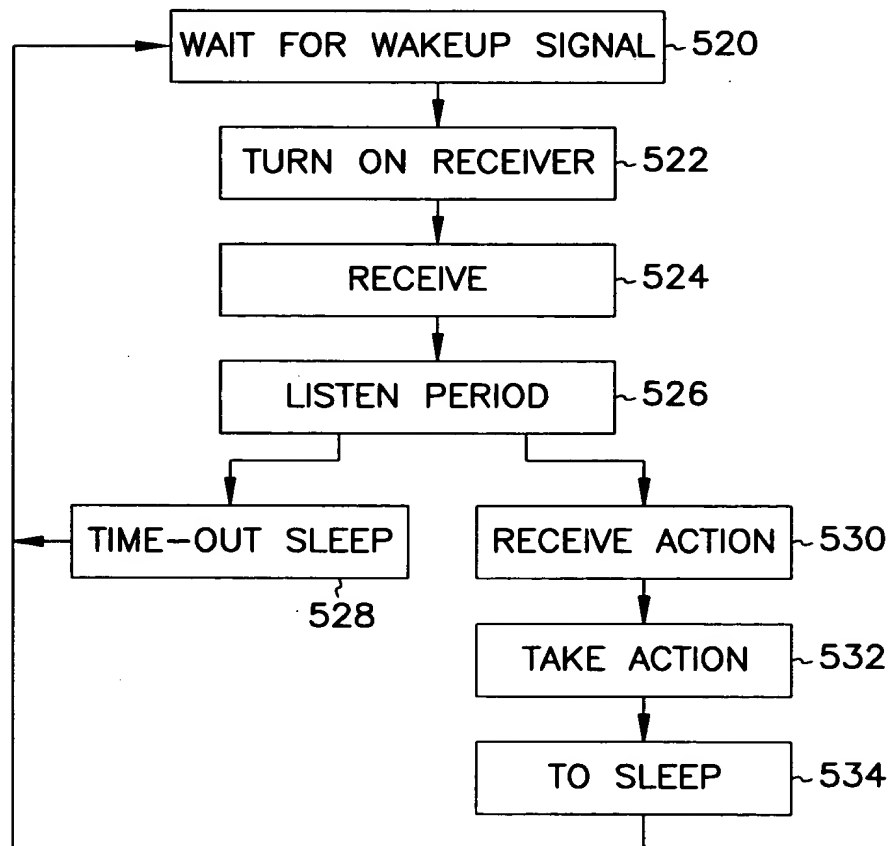 WAIT FOR WAKEUP SIGNAL 520
TURN ON RECEIVER 522
RECEIVE 524
LISTEN PERIOD 526
TIME-OUT SLEEP
528
RECEIVE ACTION 530
TAKE ACTION 532
TO SLEEP 534